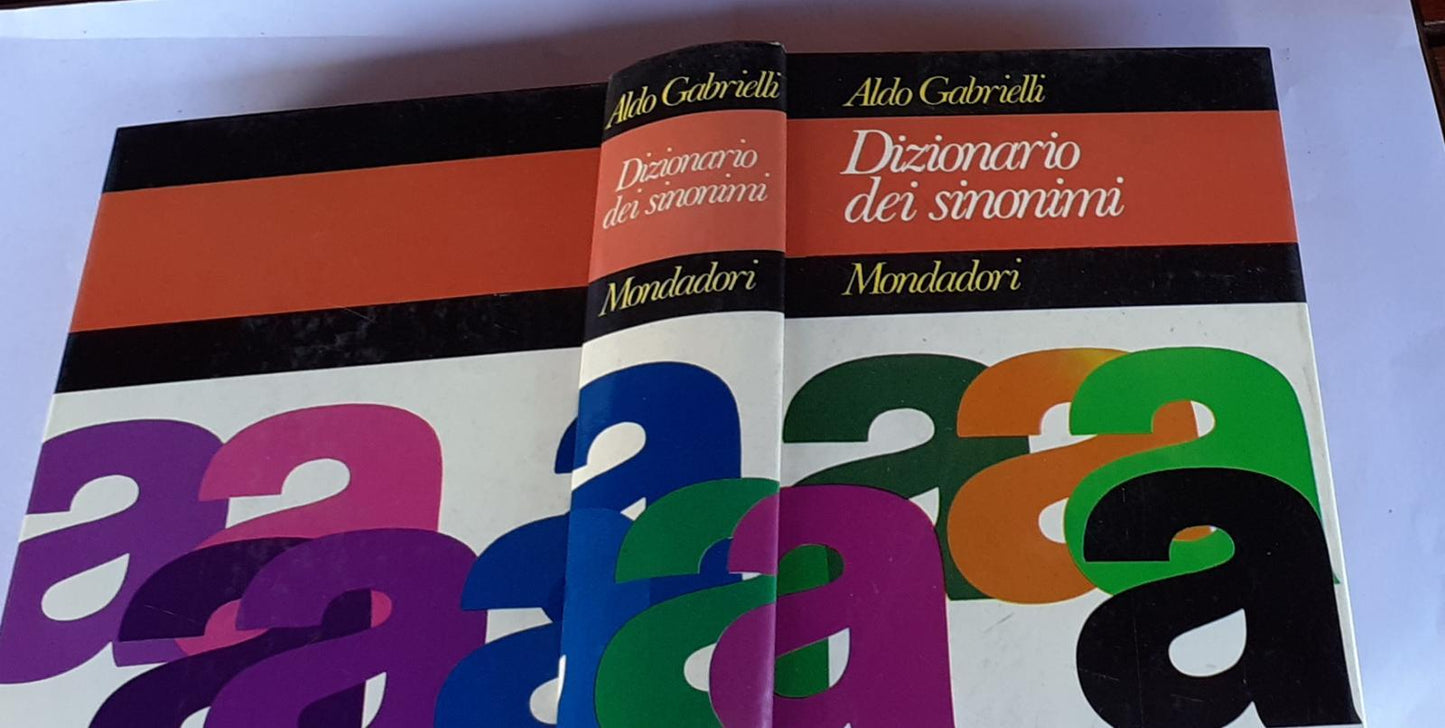 Aldo Gabrielli
Dizionario
dei sinonimi
Mondadori
a a a a a
a a a a a a
Aldo Gabrielli
Dizionario
dei sinonimi
Mondadori
a a a a